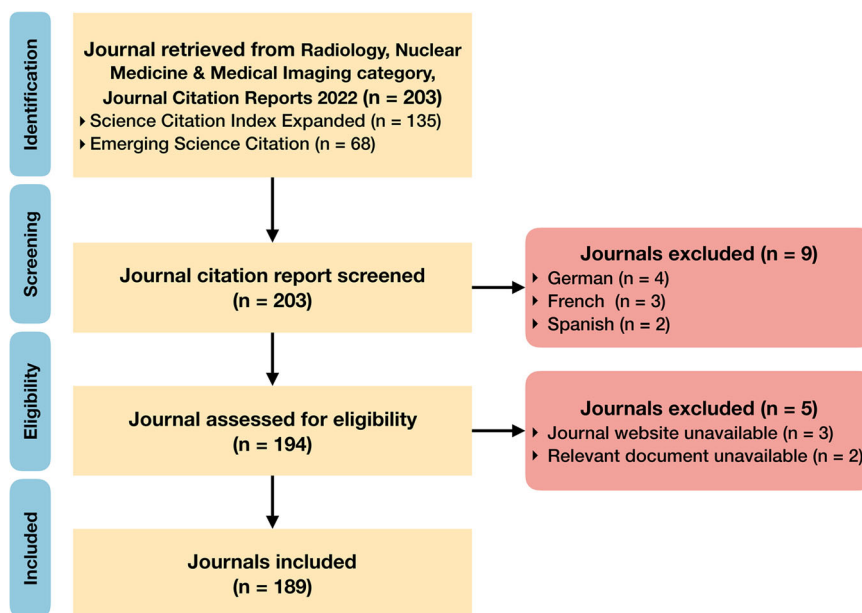 Identification
Journal retrieved from Radiology, Nuclear
Medicine & Medical Imaging category,
Journal Citation Reports 2022 (n = 203)
Science Citation Index Expanded (n = 135)
Emerging Science Citation (n = 68)
Screening
Journal citation report screened
(n = 203)
Journals excluded (n = 9)
German (n = 4)
French (n = 3)
Spanish (n = 2)
Eligibility
Journal assessed for eligibility
(n = 194)
Journals excluded (n = 5)
Journal website unavailable (n = 3)
Relevant document unavailable (n = 2)
Included
Journals included
(n = 189)